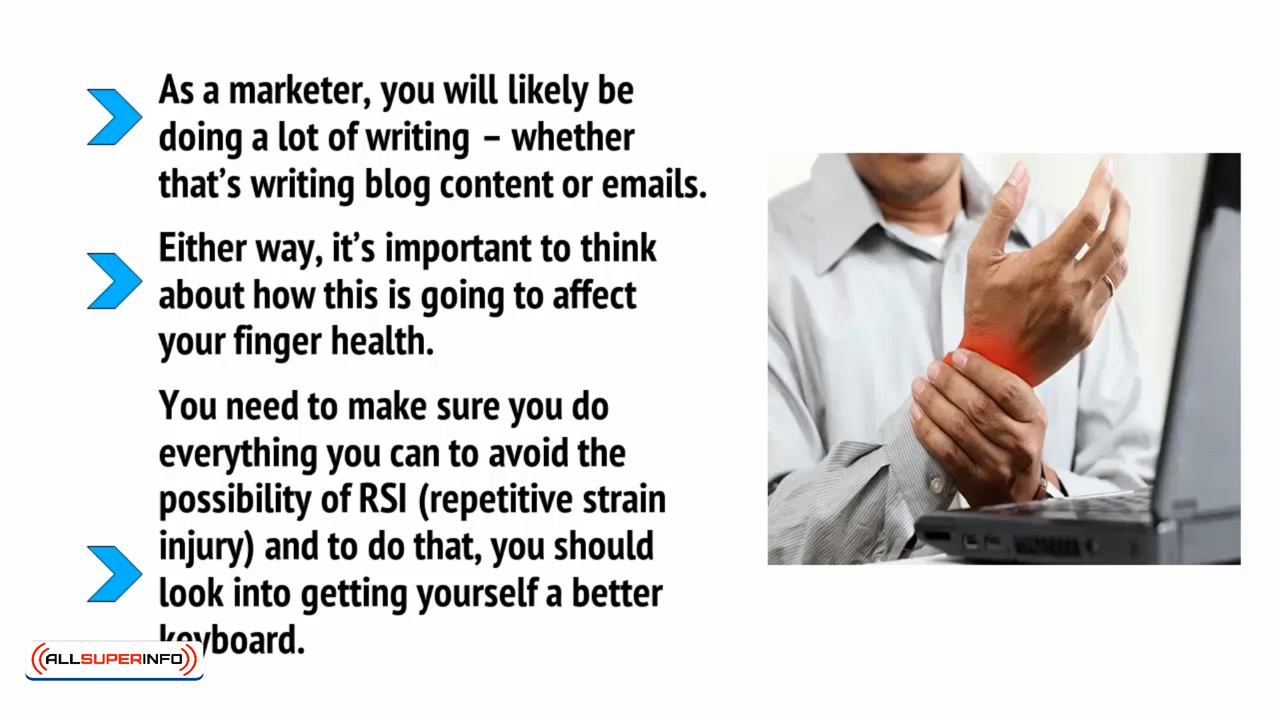 As a marketer, you will likely be
doing a lot of writing – whether
that's writing blog content or emails.
Either way, it's important to think
about how this is going to affect
your finger health.
You need to make sure you do
everything you can to avoid the
possibility of RSI (repetitive strain
injury) and to do that, you should
look into getting yourself a better
keyboard.
ALLSUPERINFO